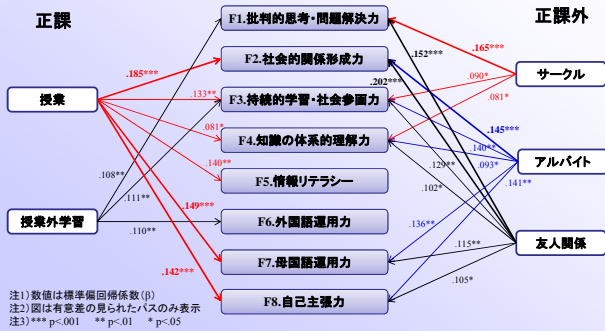 正課
正課外
F1.批判的思考・問題解決力
F2.社会的関係形成力
F3.持続的学習・社会参画力
F4.知識の体系的理解力
F5.情報リテラシー
F6.外国語運用力
F7.母国語運用力
F8.自己主張力
授業
授業外学習
サークル
アルバイト
友人関係
.185***
.133**
.081*
.140**
.108**
.111**
.110**
.149***
.142***
.152***
.202***
.165***
.090*
.081*
.145***
.140**
.093*
.141**
.129**
.102*
.136**
.115**
.105*
注1)数値は標準偏回帰係数(β)
注2)図は有意差の見られたパスのみ表示
注3)*** p<.001 ** p<.01 * p<.05